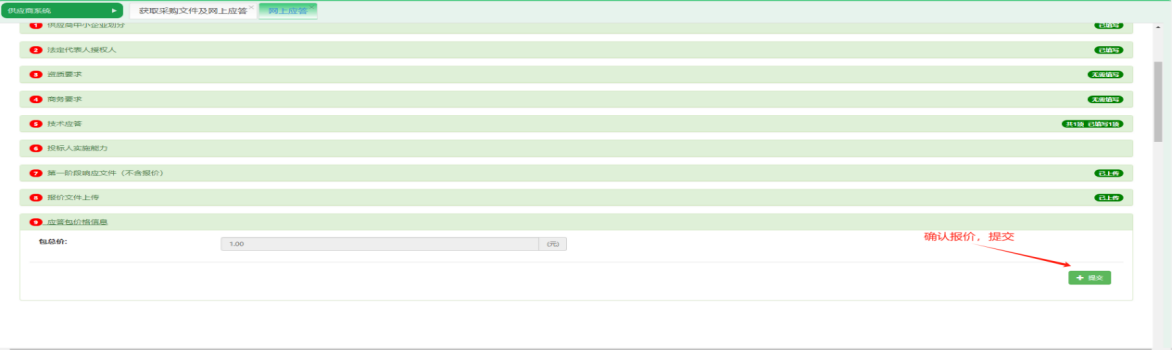 供应商系统 ▶ 获取采购文件及网上应答 × 网上应答 ×
1 供应商中小企业划分 已填写
2 法定代表人授权人 已填写
3 资质要求 无需填写
4 商务要求 无需填写
5 技术应答 共1项 已填写1项
6 投标人实施能力
7 第一阶段响应文件（不含报价） 已上传
8 报价文件上传 已上传
9 应答包价格信息
包总价: 1.00 (元)
确认报价，提交
+ 提交